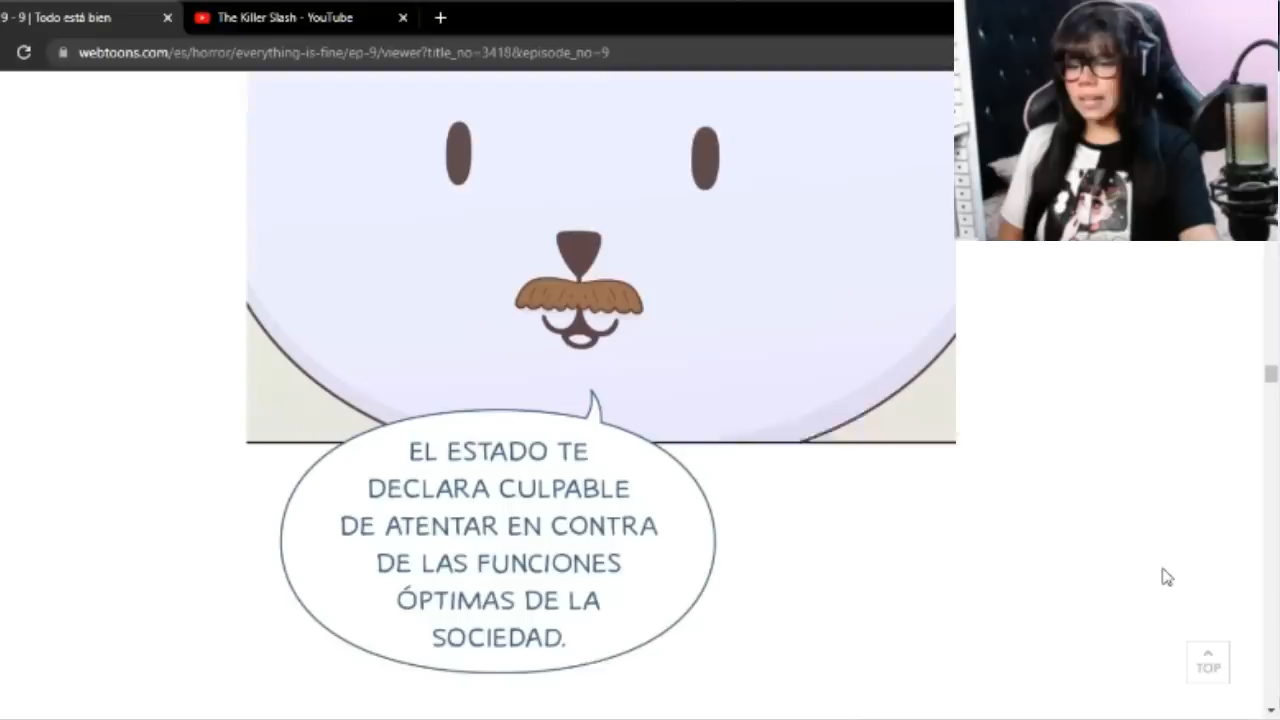 9 - 9 | Todo está bien
The Killer Slash - YouTube
webtoons.com/es/horror/everything-is-fine/ep-9/viewer?title_no=3418&episode_no=9
EL ESTADO TE
DECLARA CULPABLE
DE ATENTAR EN CONTRA
DE LAS FUNCIONES
ÓPTIMAS DE LA
SOCIEDAD.
TOP